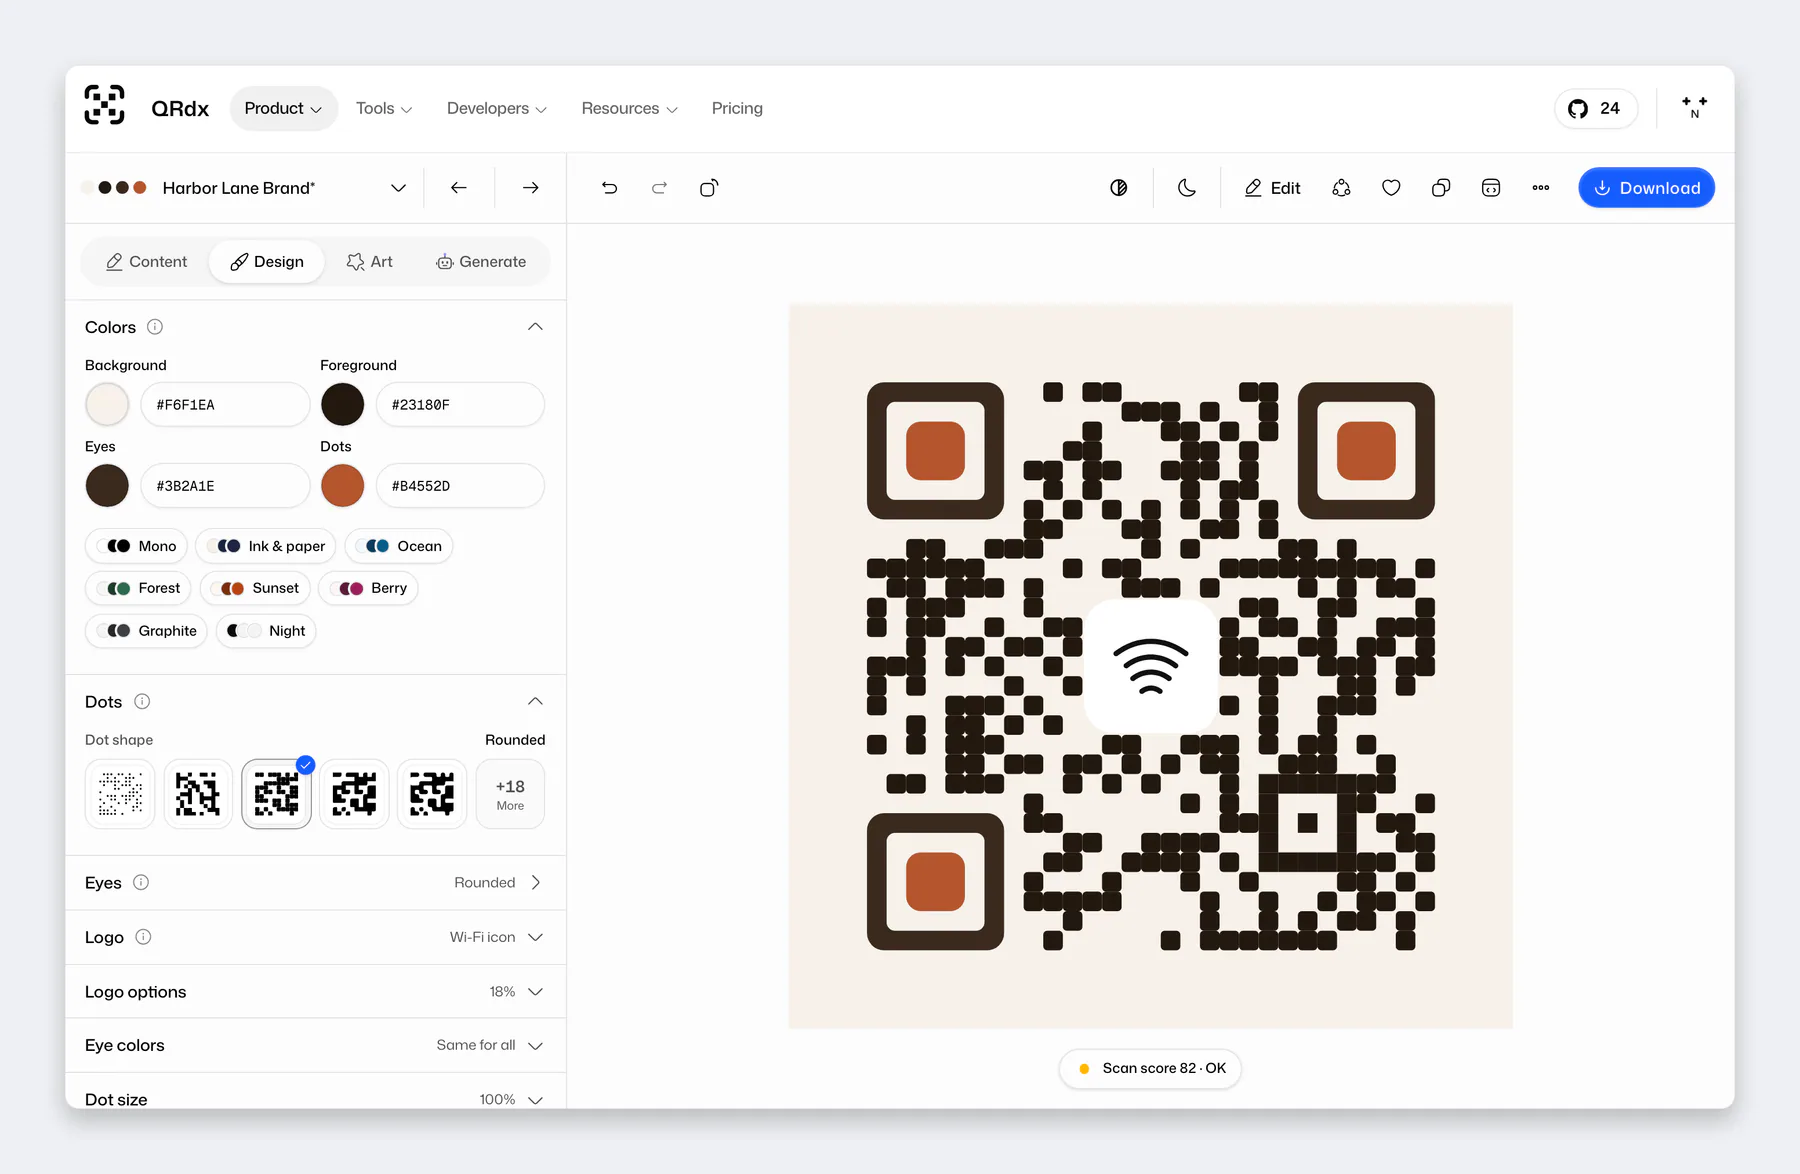 QRdx Product Tools Developers Resources Pricing 24 N
Harbor Lane Brand* Edit Download
Content Design Art Generate
Colors
Background Foreground
#F6F1EA #23180F
Eyes Dots
#3B2A1E #B4552D
Mono Ink & paper Ocean
Forest Sunset Berry
Graphite Night
Dots
Dot shape Rounded
+18
More
Eyes Rounded
Logo Wi-Fi icon
Logo options 18%
Eye colors Same for all
Dot size 100%
Scan score 82 · OK